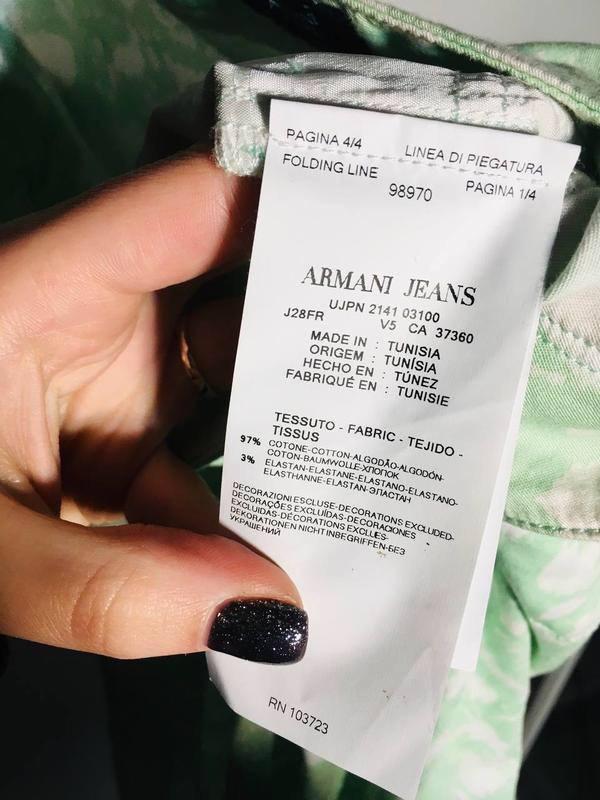 PAGINA 4/4 LINEA DI PIEGATURA
FOLDING LINE PAGINA 1/4
98970
ARMANI JEANS
UJPN 2141 03100
J28FR V5 CA 37360
MADE IN : TUNISIA
ORIGEM : TUNÍSIA
HECHO EN : TÚNEZ
FABRIQUÉ EN : TUNISIE
TESSUTO - FABRIC - TEJIDO -
TISSUS
97% COTONE-COTTON-ALGODÃO-ALGODÓN-
COTON-BAUMWOLLE-ХЛОПОК
3% ELASTAN-ELASTANE-ELASTANO-ELASTANO-
ELASTHANNE-ELASTAN-ЭЛАСТАН
DECORAZIONI ESCLUSE-DECORATIONS EXCLUDED-
DECORAÇÕES EXCLUÍDAS-DECORACIONES
EXCLUIDAS-DÉCORATIONS EXCLUES-
DEKORATIONEN NICHT INBEGRIFFEN-БЕЗ
УКРАШЕНИЙ
RN 103723